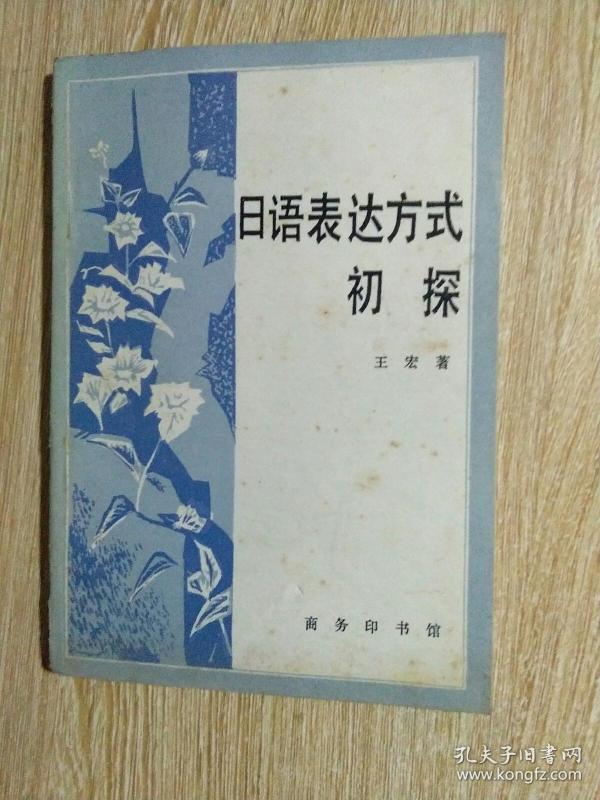 日语表达方式
初探
王宏著
商务印书馆
孔夫子旧书网
www.kongfz.com